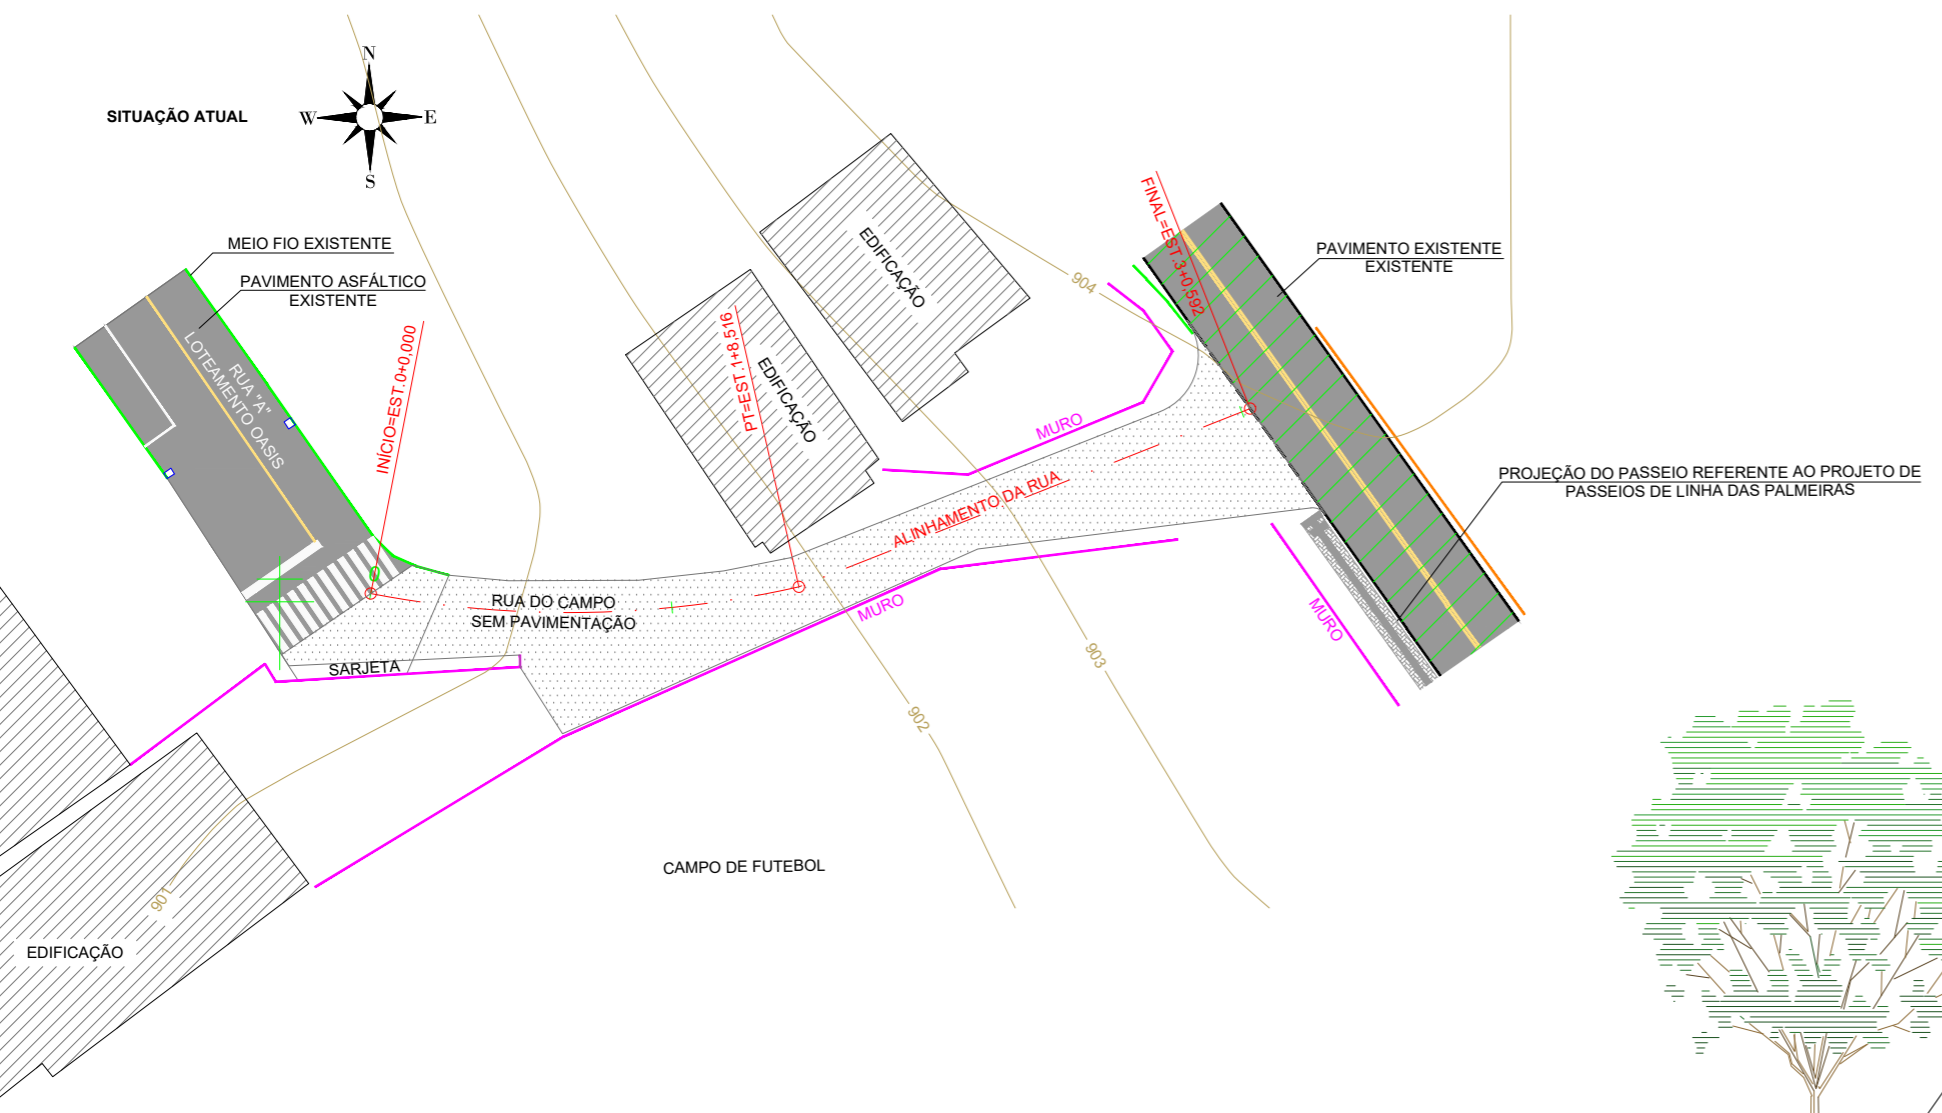 N
SITUAÇÃO ATUAL
W
E
S
MEIO FIO EXISTENTE
PAVIMENTO ASFÁLTICO
EXISTENTE
RUA "A"
LOTEAMENTO OASIS
INÍCIO=EST.0+0,000
PT=EST.1+8,516
EDIFICAÇÃO
EDIFICAÇÃO
904
FINAL=EST.3+0,592
PAVIMENTO EXISTENTE
EXISTENTE
MURO
ALINHAMENTO DA RUA
PROJEÇÃO DO PASSEIO REFERENTE AO PROJETO DE
PASSEIOS DE LINHA DAS PALMEIRAS
RUA DO CAMPO
SEM PAVIMENTAÇÃO
MURO
MURO
SARJETA
903
902
901
CAMPO DE FUTEBOL
EDIFICAÇÃO